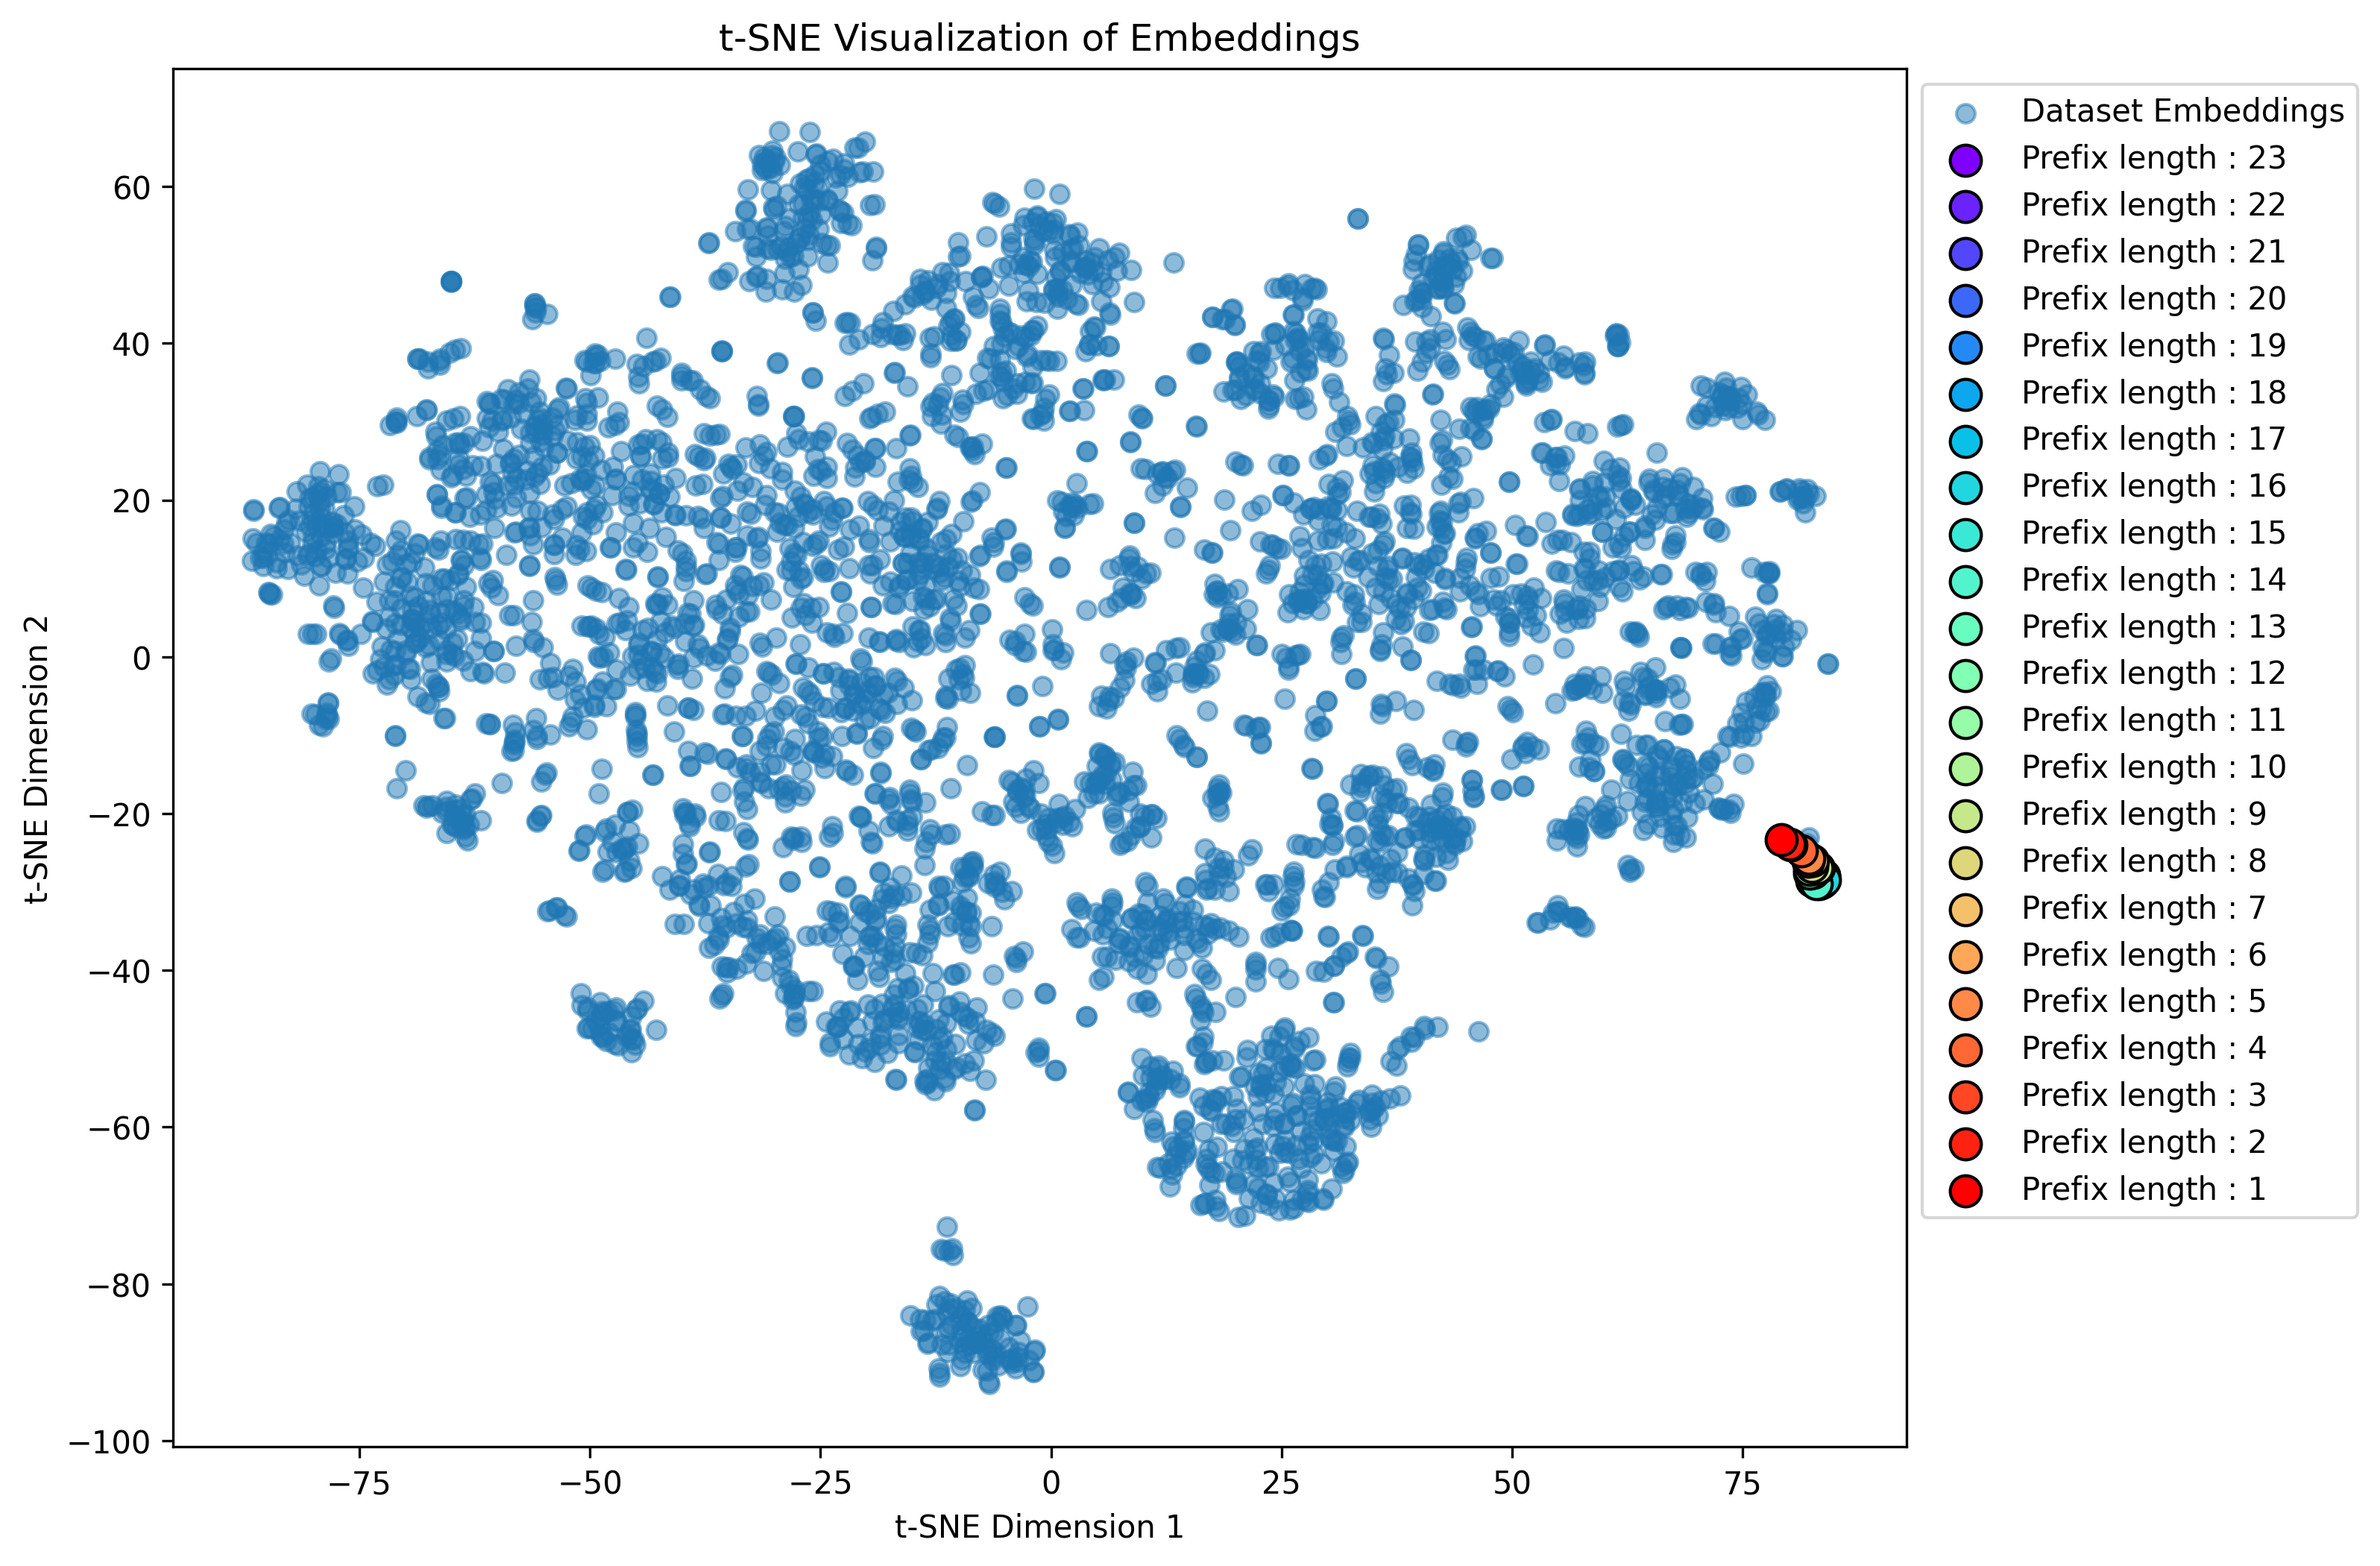 t-SNE Visualization of Embeddings
t-SNE Dimension 2
60
40
20
0
−20
−40
−60
−80
−100
−75
−50
−25
0
25
50
75
t-SNE Dimension 1
Dataset Embeddings
Prefix length : 23
Prefix length : 22
Prefix length : 21
Prefix length : 20
Prefix length : 19
Prefix length : 18
Prefix length : 17
Prefix length : 16
Prefix length : 15
Prefix length : 14
Prefix length : 13
Prefix length : 12
Prefix length : 11
Prefix length : 10
Prefix length : 9
Prefix length : 8
Prefix length : 7
Prefix length : 6
Prefix length : 5
Prefix length : 4
Prefix length : 3
Prefix length : 2
Prefix length : 1